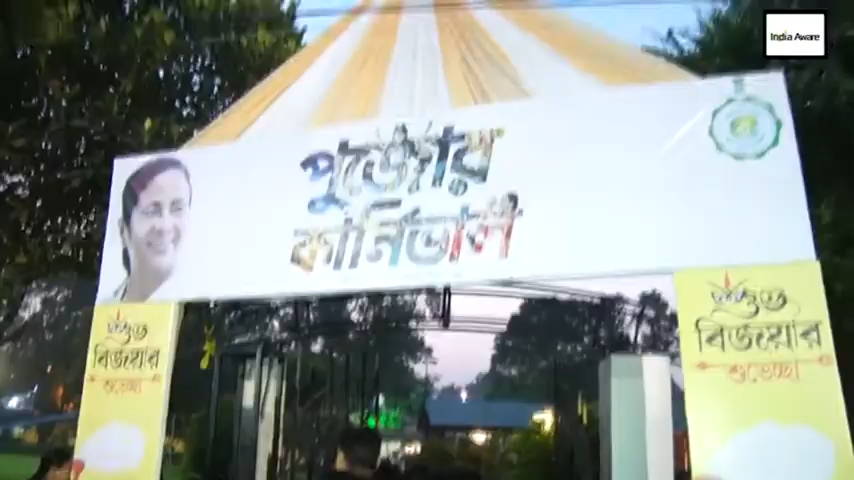 India Aware
পুজোর
কার্নিভাল
শুভ
বিজয়ার
শুভেচ্ছা
শুভ
বিজয়ার
শুভেচ্ছা